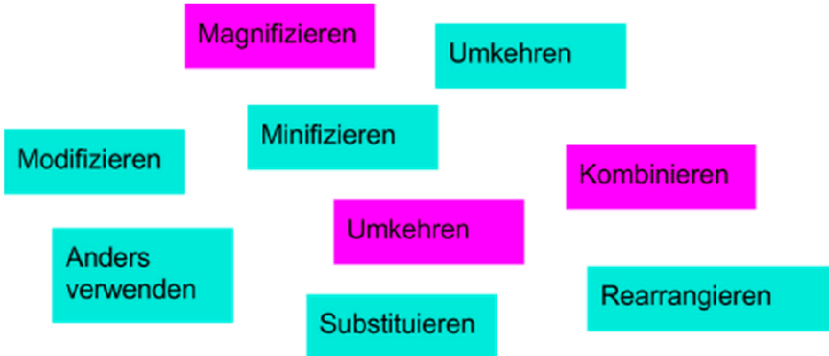 Magnifizieren
Umkehren
Minifizieren
Modifizieren
Kombinieren
Umkehren
Anders
verwenden
Rearrangieren
Substituieren